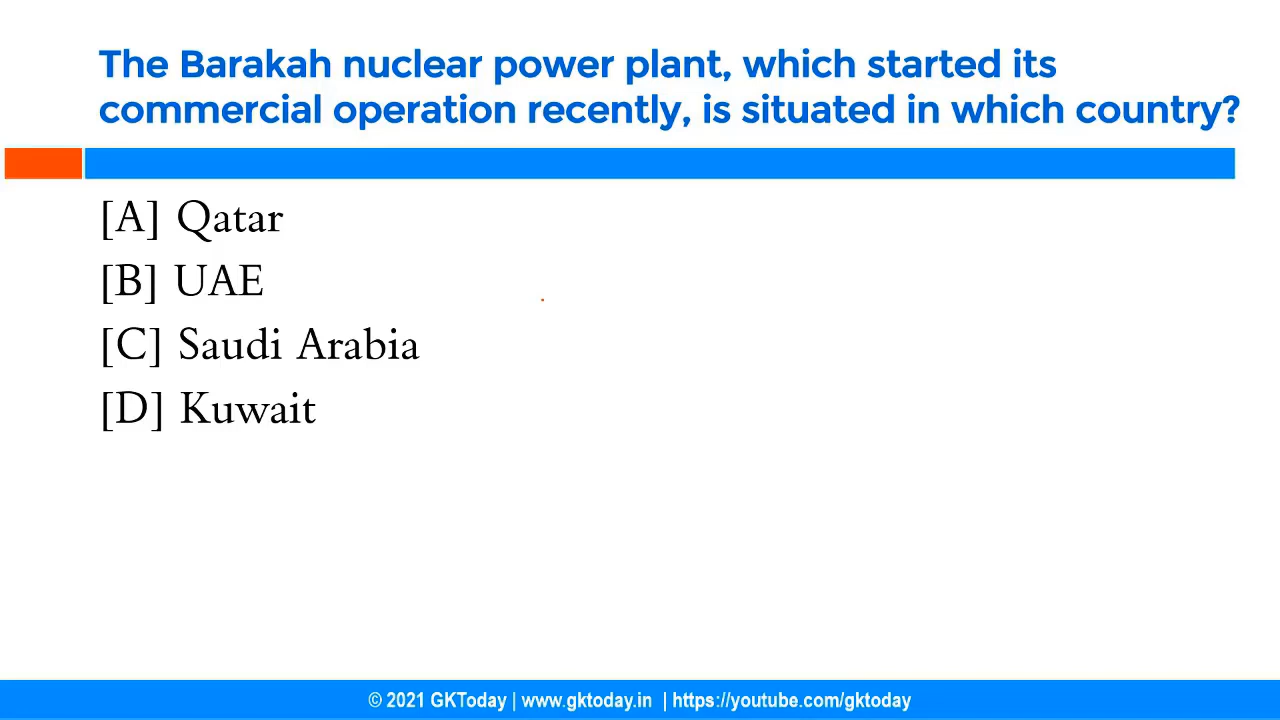 The Barakah nuclear power plant, which started its
commercial operation recently, is situated in which country?
[A] Qatar
[B] UAE
[C] Saudi Arabia
[D] Kuwait
© 2021 GKToday | www.gktoday.in | https://youtube.com/gktoday